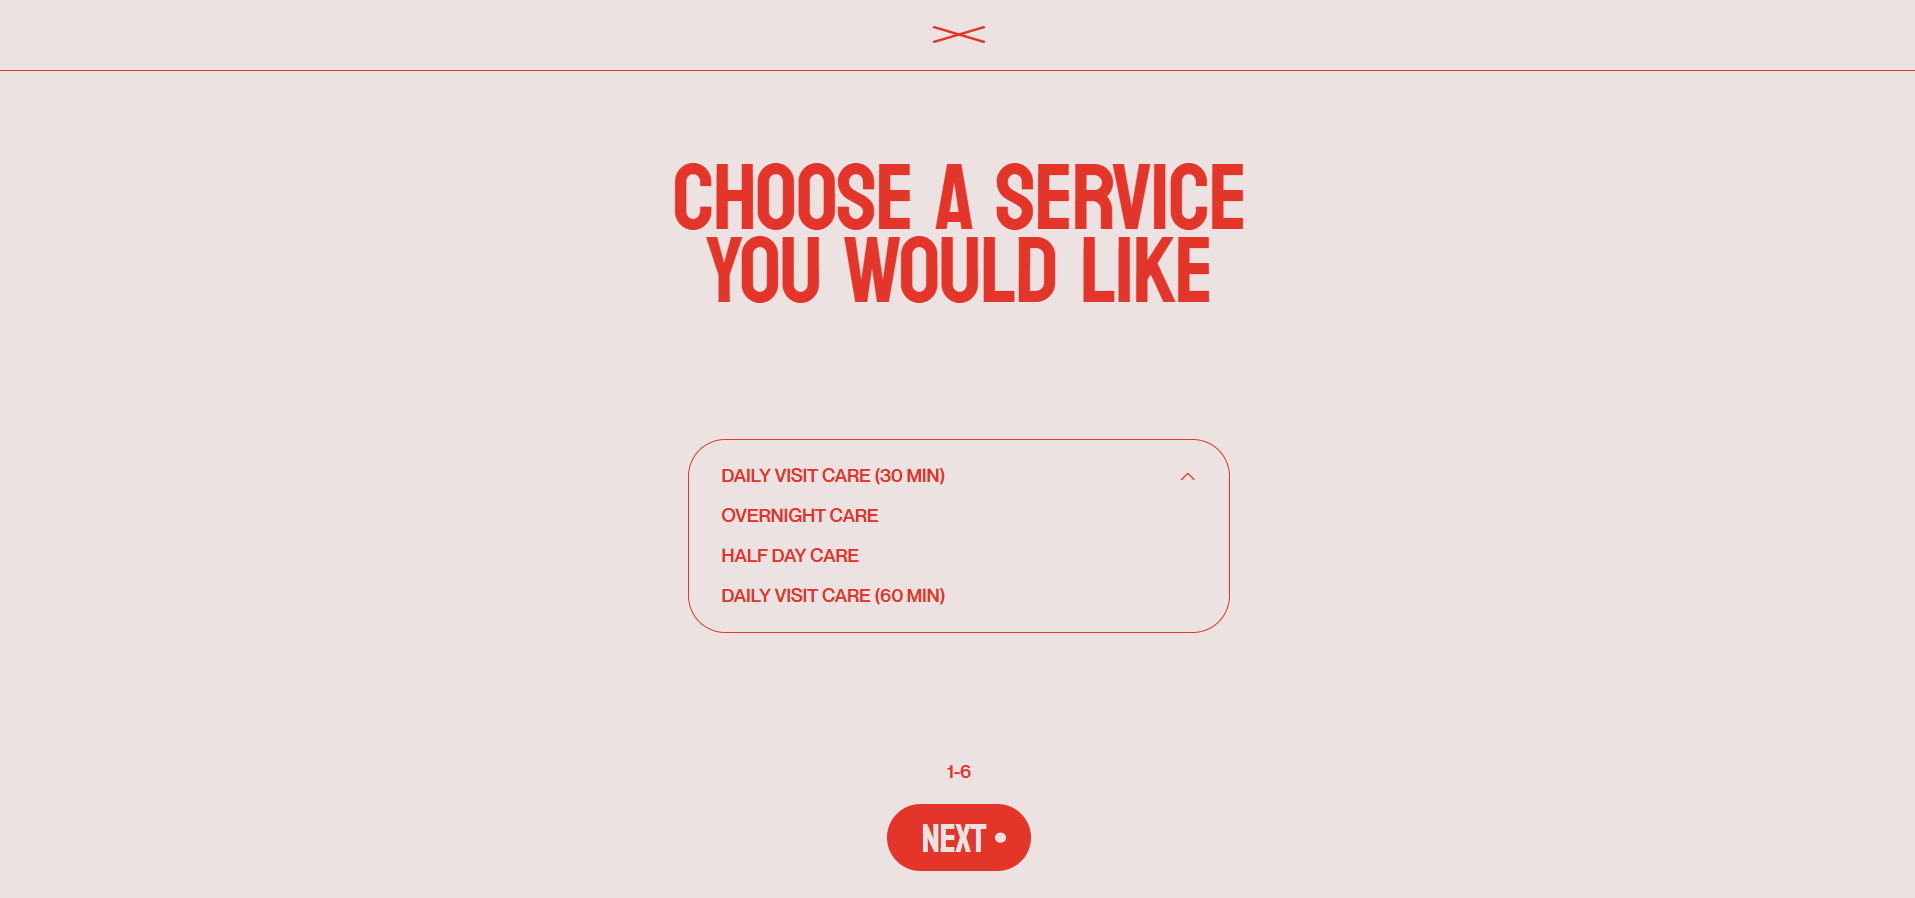 CHOOSE A SERVICE
YOU WOULD LIKE
DAILY VISIT CARE (30 MIN)
OVERNIGHT CARE
HALF DAY CARE
DAILY VISIT CARE (60 MIN)
1-6
NEXT